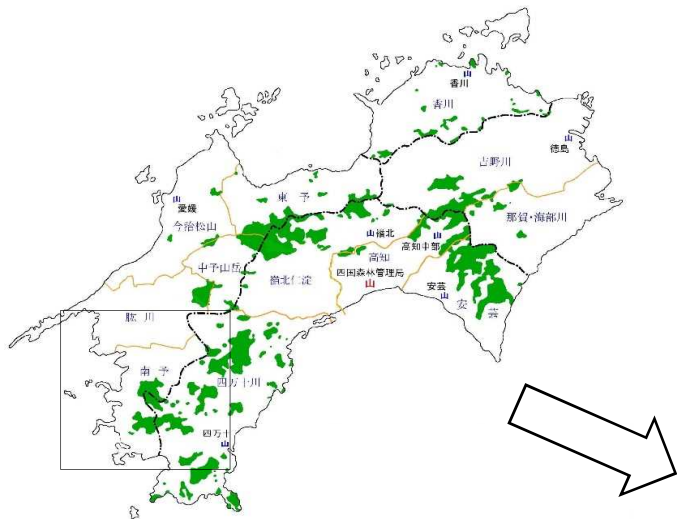 香川
香川
徳島
吉野川
東予
愛媛
今治松山
那賀・海部川
嶺北
高知中部
高知
中予山岳
嶺北仁淀
四国森林管理局
安芸
安芸
肱川
南予
四万十川
四万十